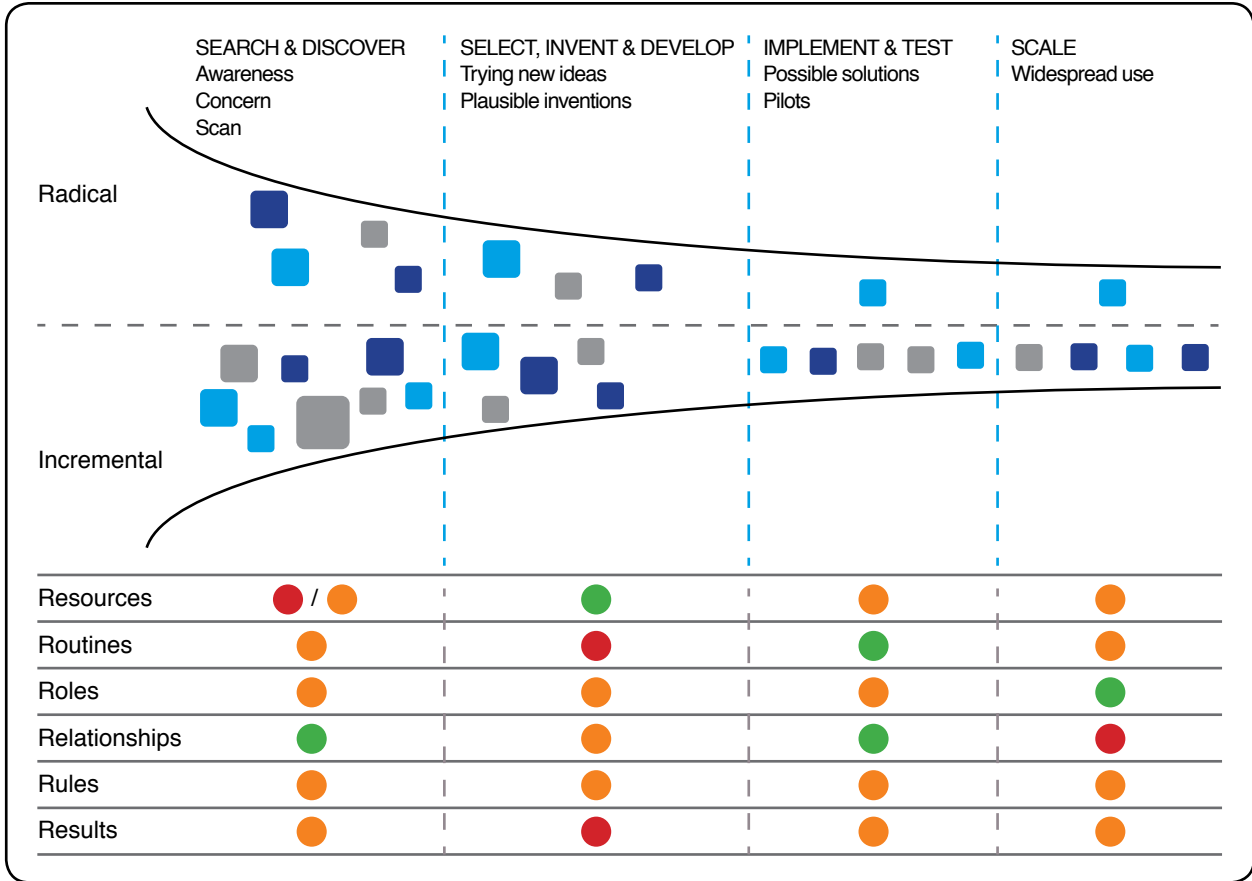 SEARCH & DISCOVER
Awareness
Concern
Scan
SELECT, INVENT & DEVELOP
Trying new ideas
Plausible inventions
IMPLEMENT & TEST
Possible solutions
Pilots
SCALE
Widespread use
Radical
Incremental
Resources /
Routines
Roles
Relationships
Rules
Results